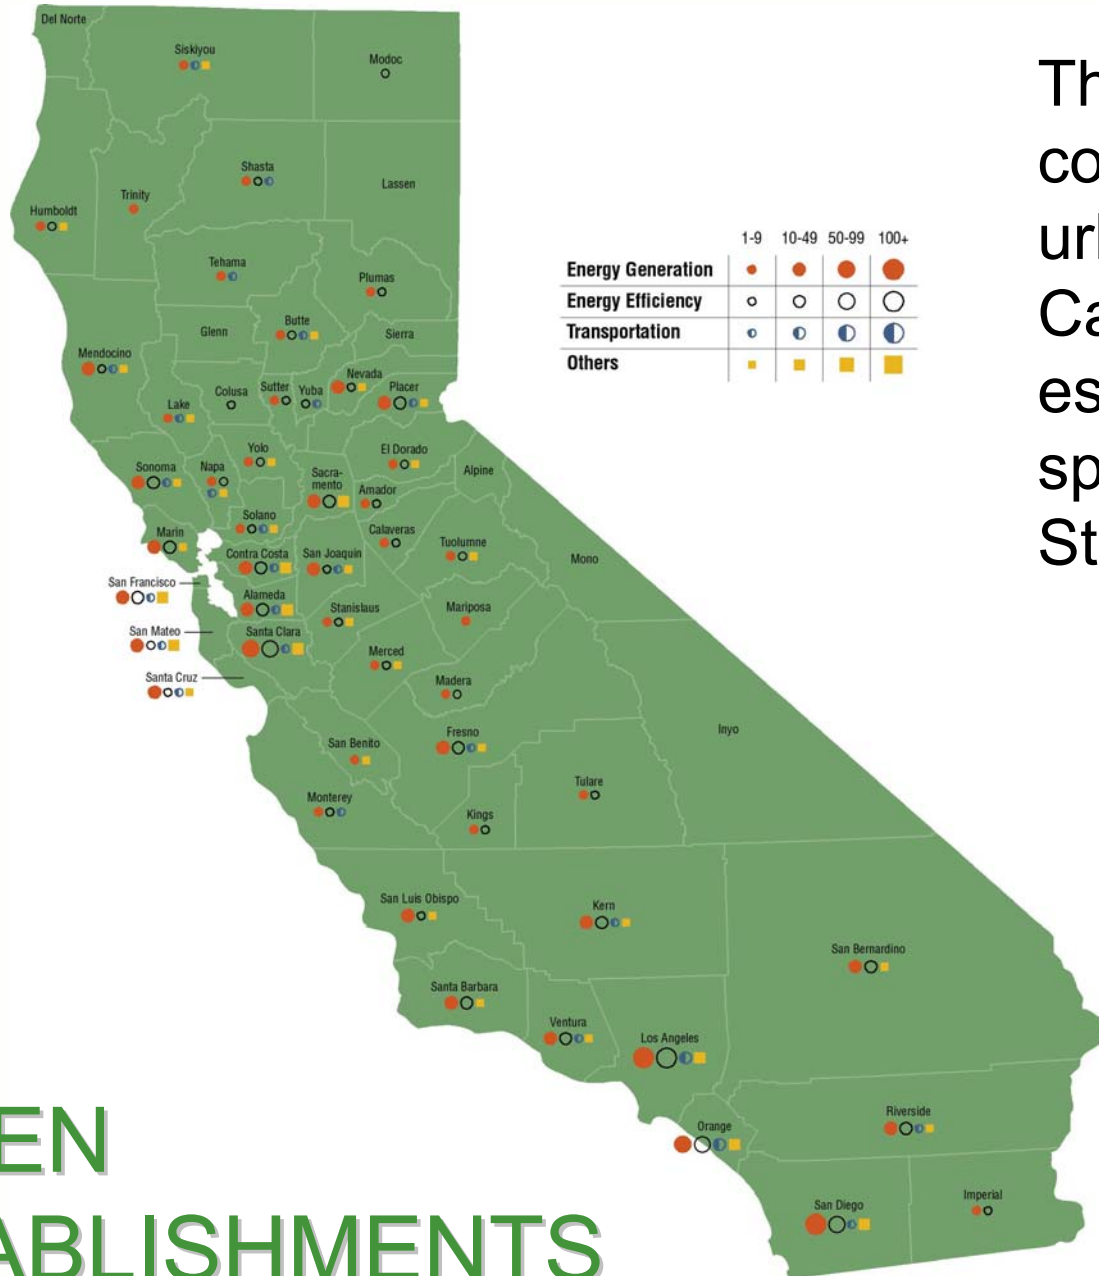 Del Norte
Siskiyou
Modoc
Th
co
ur
Ca
es
sp
St
Shasta
Lassen
Trinity
Humboldt
1-9 10-49 50-99 100+
Energy Generation
Energy Efficiency
Transportation
Others
Tehama
Plumas
Glenn
Butte
Sierra
Mendocino
Nevada
Placer
Colusa
Sutter
Yuba
Lake
Yolo
El Dorado
Sonoma
Napa
Sacra-
mento
Alpine
Amador
Solano
Marin
Calaveras
Tuolumne
Contra Costa
San Joaquin
Mono
San Francisco
Alameda
Stanislaus
Mariposa
San Mateo
Santa Clara
Merced
Santa Cruz
Madera
Inyo
San Benito
Fresno
Tulare
Monterey
Kings
San Luis Obispo
Kern
San Bernardino
Santa Barbara
Ventura
Los Angeles
Orange
Riverside
San Diego
Imperial
EN
ABLISHMENTS